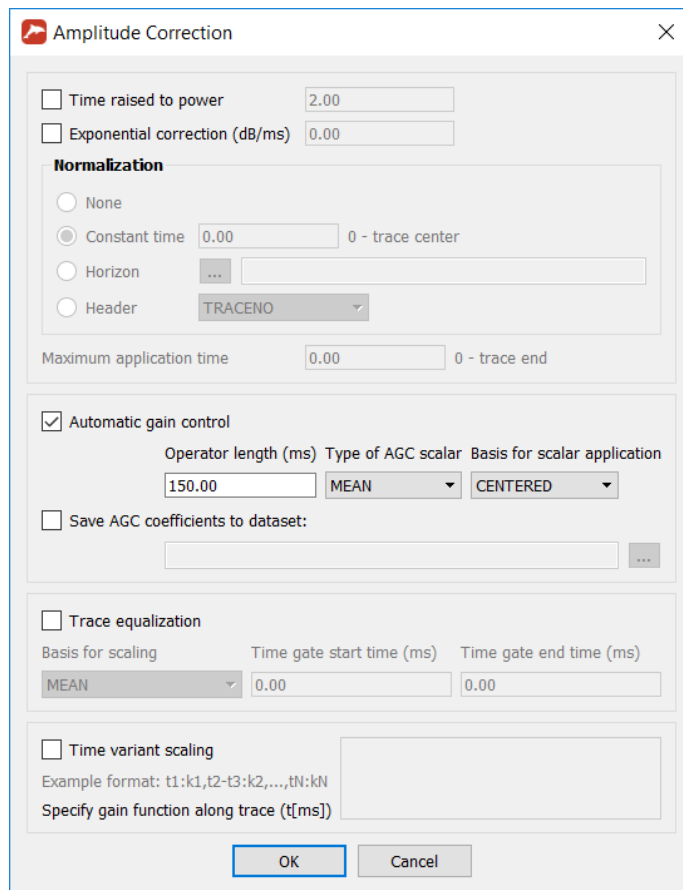 Amplitude Correction
Time raised to power 2.00
Exponential correction (dB/ms) 0.00
Normalization
None
Constant time 0.00 0 - trace center
Horizon ...
Header TRACENO
Maximum application time 0.00 0 - trace end
Automatic gain control
Operator length (ms) Type of AGC scalar Basis for scalar application
150.00 MEAN CENTERED
Save AGC coefficients to dataset:
...
Trace equalization
Basis for scaling Time gate start time (ms) Time gate end time (ms)
MEAN 0.00 0.00
Time variant scaling
Example format: t1:k1,t2-t3:k2,...,tN:kN
Specify gain function along trace (t[ms])
OK Cancel